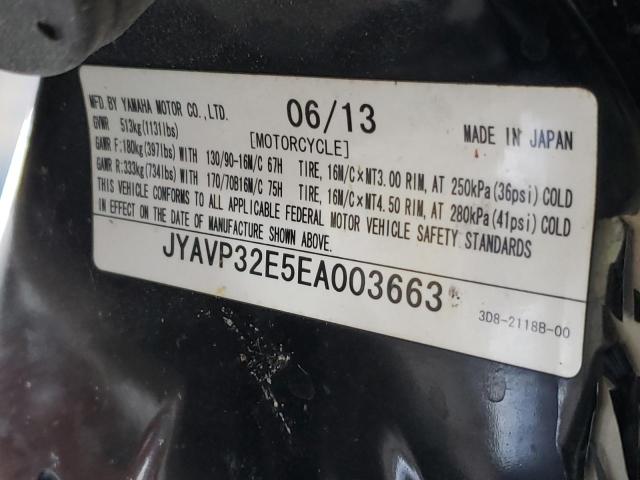 MFD.BY YAMAHA MOTOR CO.,LTD. 06/13 MADE IN JAPAN
GVWR 513kg(1131lbs) [MOTORCYCLE]
GAWR F:180kg(397lbs)WITH 130/90-16M/C 67H TIRE, 16M/C×MT3.00 RIM, AT 250kPa(36psi)COLD
GAWR R:333kg(734lbs)WITH 170/70B16M/C 75H TIRE, 16M/C×MT4.50 RIM, AT 280kPa(41psi)COLD
THIS VEHICLE CONFORMS TO ALL APPLICABLE FEDERAL MOTOR VEHICLE SAFETY STANDARDS
IN EFFECT ON THE DATE OF MANUFACTURE SHOWN ABOVE.
JYAVP32E5EA003663
3D8-2118B-00